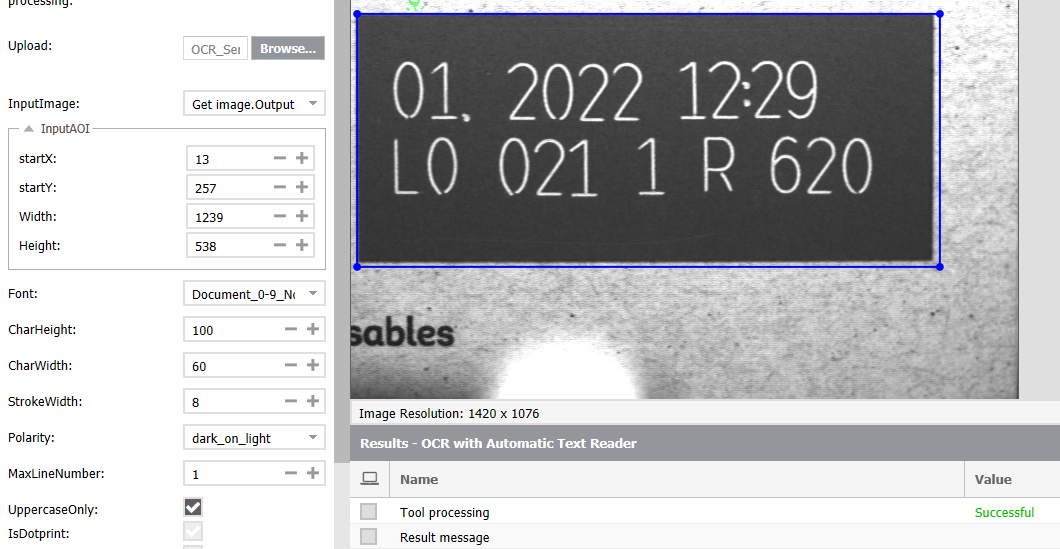 processing.
Upload:
OCR_Ser
Browse...
InputImage:
Get image.Output
InputAOI
startX:
13
startY:
257
Width:
1239
Height:
538
Font:
Document_0-9_No
CharHeight:
100
CharWidth:
60
StrokeWidth:
8
Polarity:
dark_on_light
MaxLineNumber:
1
UppercaseOnly:
IsDotprint:
01. 2022 12:29
LO 021 1 R 620
sables
Image Resolution: 1420 x 1076
Results - OCR with Automatic Text Reader
Name
Value
Tool processing
Successful
Result message